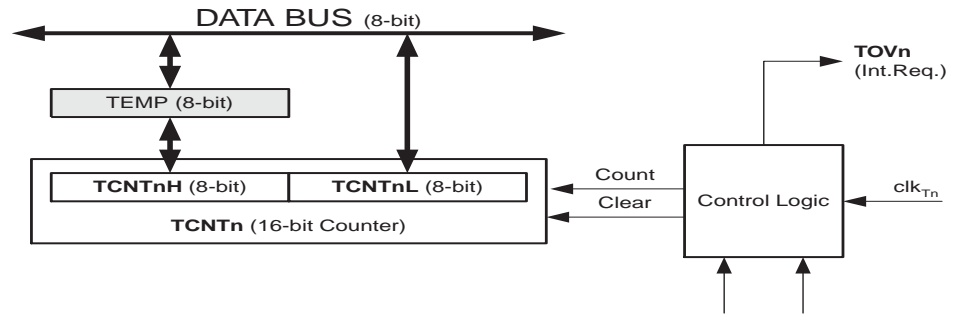 DATA BUS (8-bit)
TOVn
(Int.Req.)
TEMP (8-bit)
TCNTnH (8-bit) TCNTnL (8-bit)
TCNTn (16-bit Counter)
Count
Clear
Control Logic
clkTn